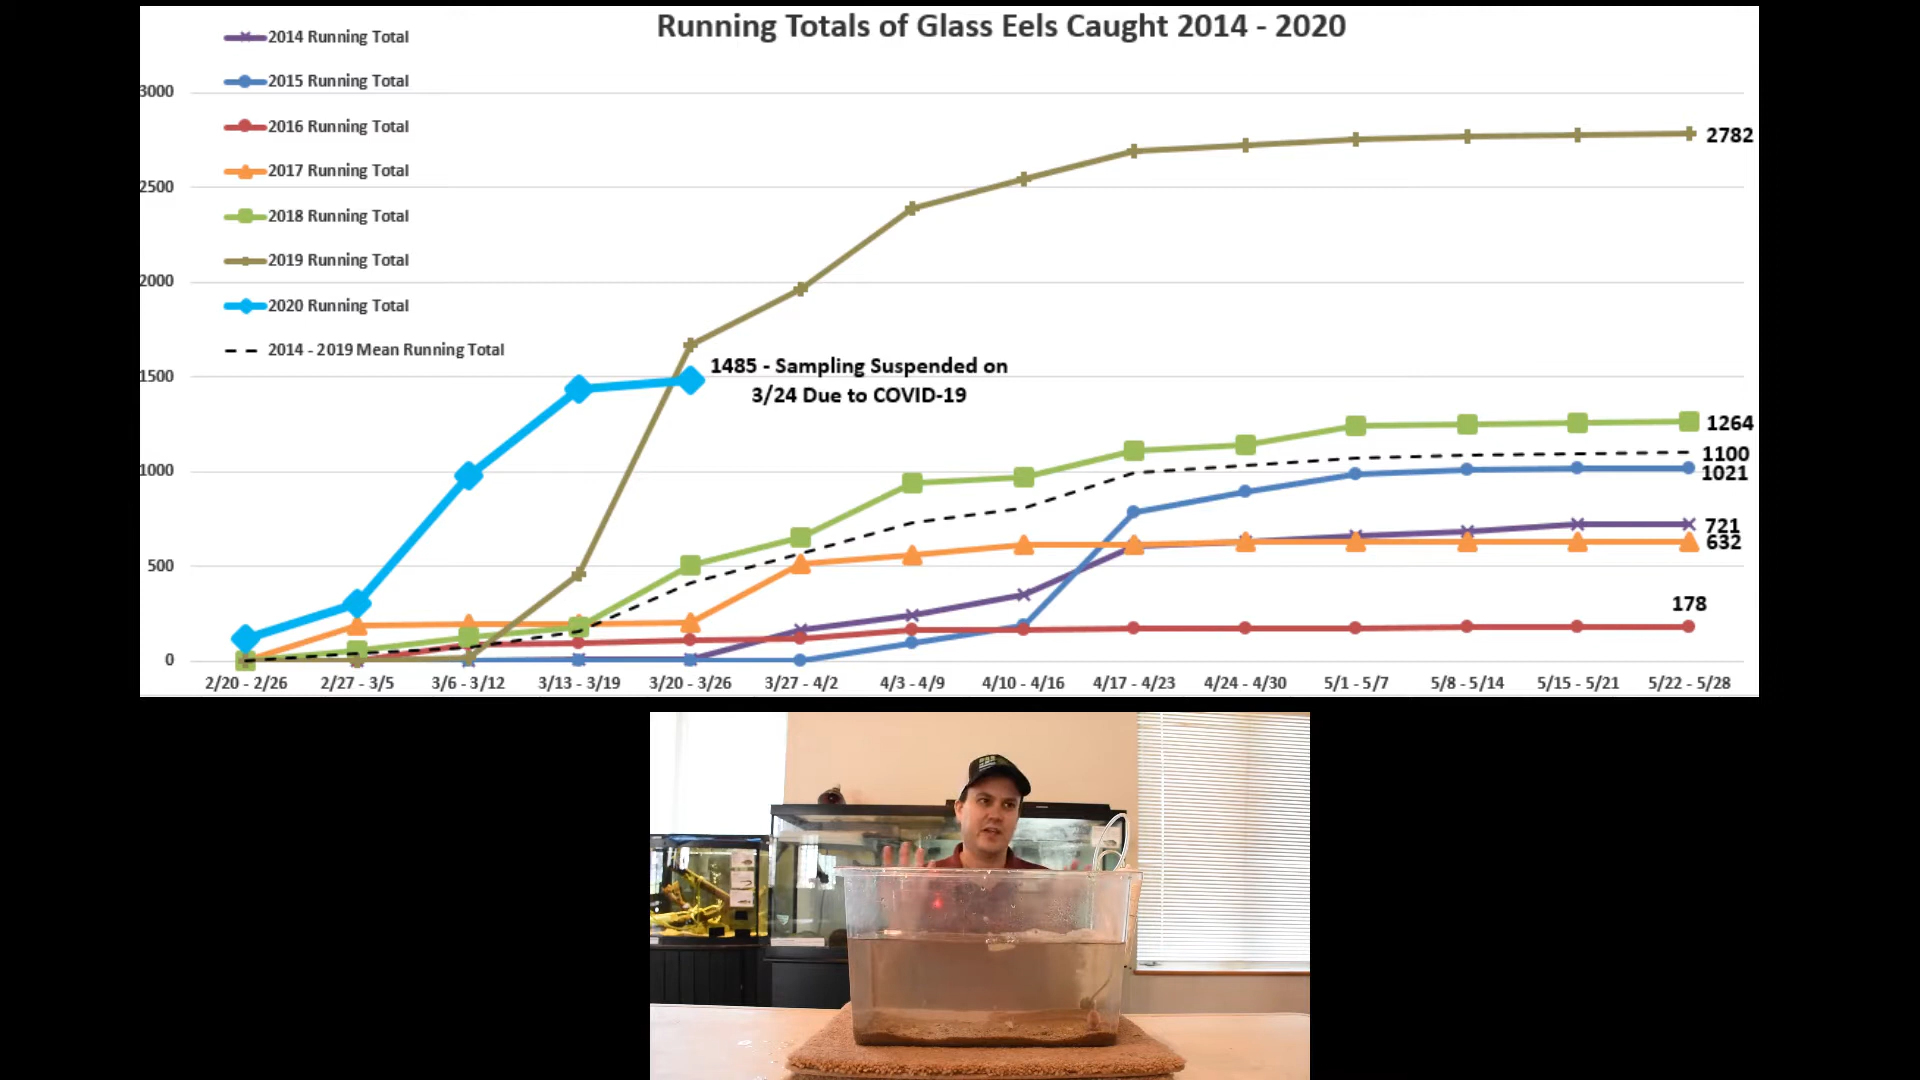 Running Totals of Glass Eels Caught 2014 - 2020
2014 Running Total
2015 Running Total
2016 Running Total
2017 Running Total
2018 Running Total
2019 Running Total
2020 Running Total
2014 - 2019 Mean Running Total
3000
2500
2000
1500
1000
500
0
2782
1485 - Sampling Suspended on
3/24 Due to COVID-19
1264
1100
1021
721
632
178
2/20 - 2/26 2/27 - 3/5 3/6 - 3/12 3/13 - 3/19 3/20 - 3/26 3/27 - 4/2 4/3 - 4/9 4/10 - 4/16 4/17 - 4/23 4/24 - 4/30 5/1 - 5/7 5/8 - 5/14 5/15 - 5/21 5/22 - 5/28